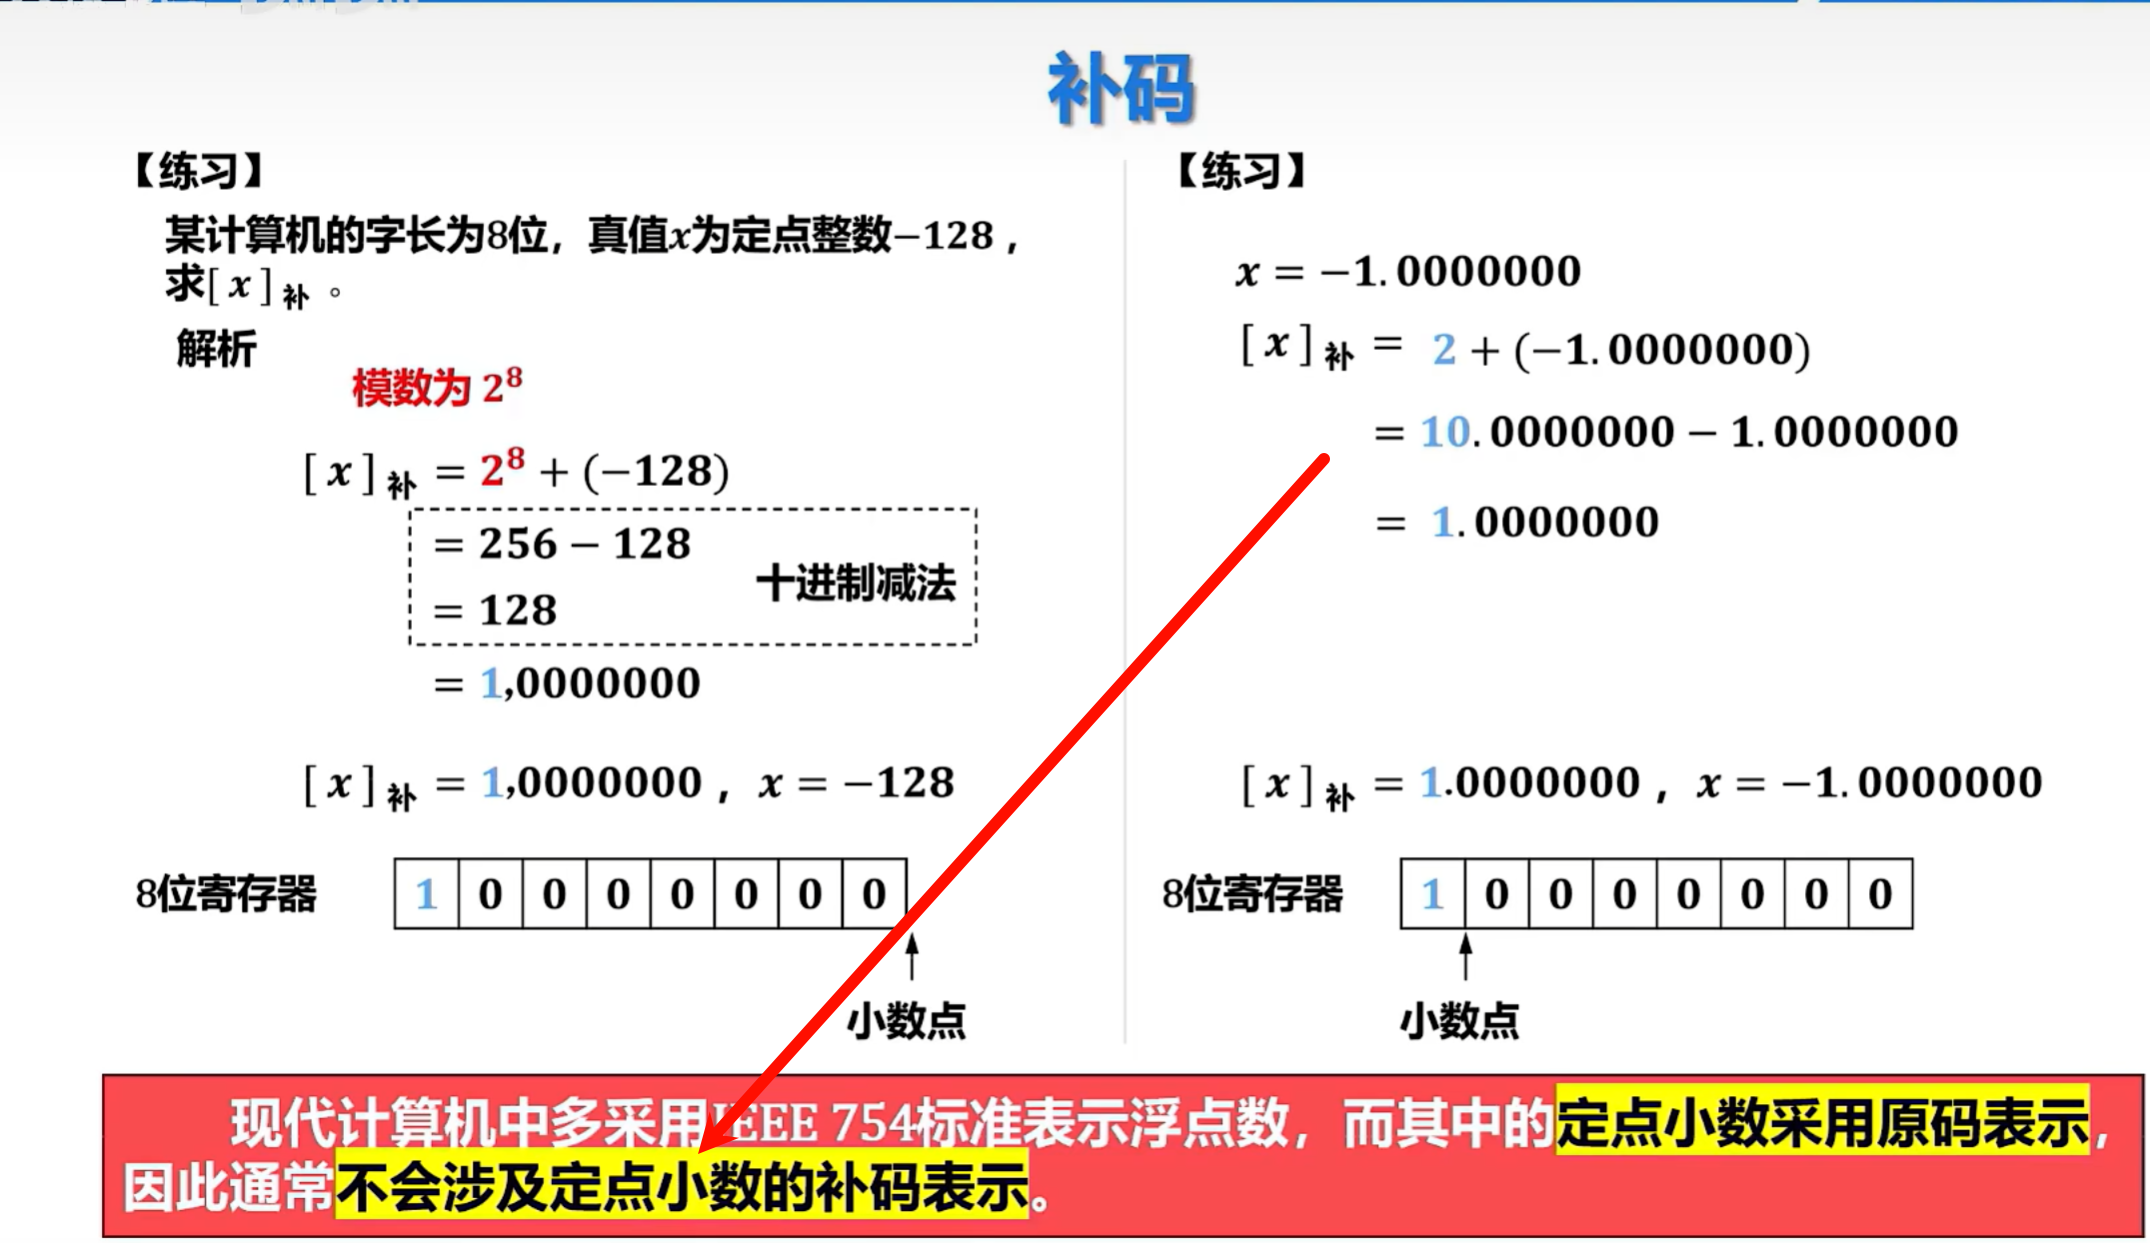 补码
【练习】
某计算机的字长为8位，真值x为定点整数−128，
求[x]补 。
解析
模数为 2⁸
[x]补 = 2⁸ + (−128)
= 256 − 128
= 128
十进制减法
= 1,0000000
[x]补 = 1,0000000， x = −128
8位寄存器
1 0 0 0 0 0 0 0
小数点
【练习】
x = −1.0000000
[x]补 = 2 + (−1.0000000)
= 10.0000000 − 1.0000000
= 1.0000000
[x]补 = 1.0000000， x = −1.0000000
8位寄存器
1 0 0 0 0 0 0 0
小数点
现代计算机中多采用IEEE 754标准表示浮点数，而其中的定点小数采用原码表示，
因此通常不会涉及定点小数的补码表示。